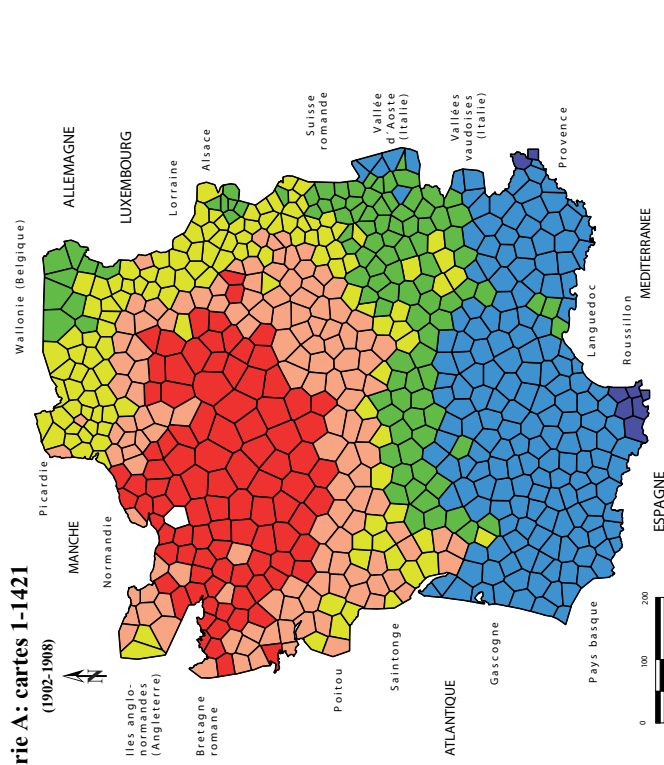 rie A: cartes 1-1421
(1902-1908)
N
Wallonie (Belgique)
ALLEMAGNE
LUXEMBOURG
Lorraine
Alsace
Suisse
romande
Vallée
d'Aoste
(Italie)
Vallées
vaudoises
(Italie)
Provence
MEDITERRANEE
Languedoc
Roussillon
ESPAGNE
Picardie
MANCHE
Normandie
Iles anglo-
normandes
(Angleterre)
Bretagne
romane
Poitou
Saintonge
ATLANTIQUE
Gascogne
Pays basque
0 100 200